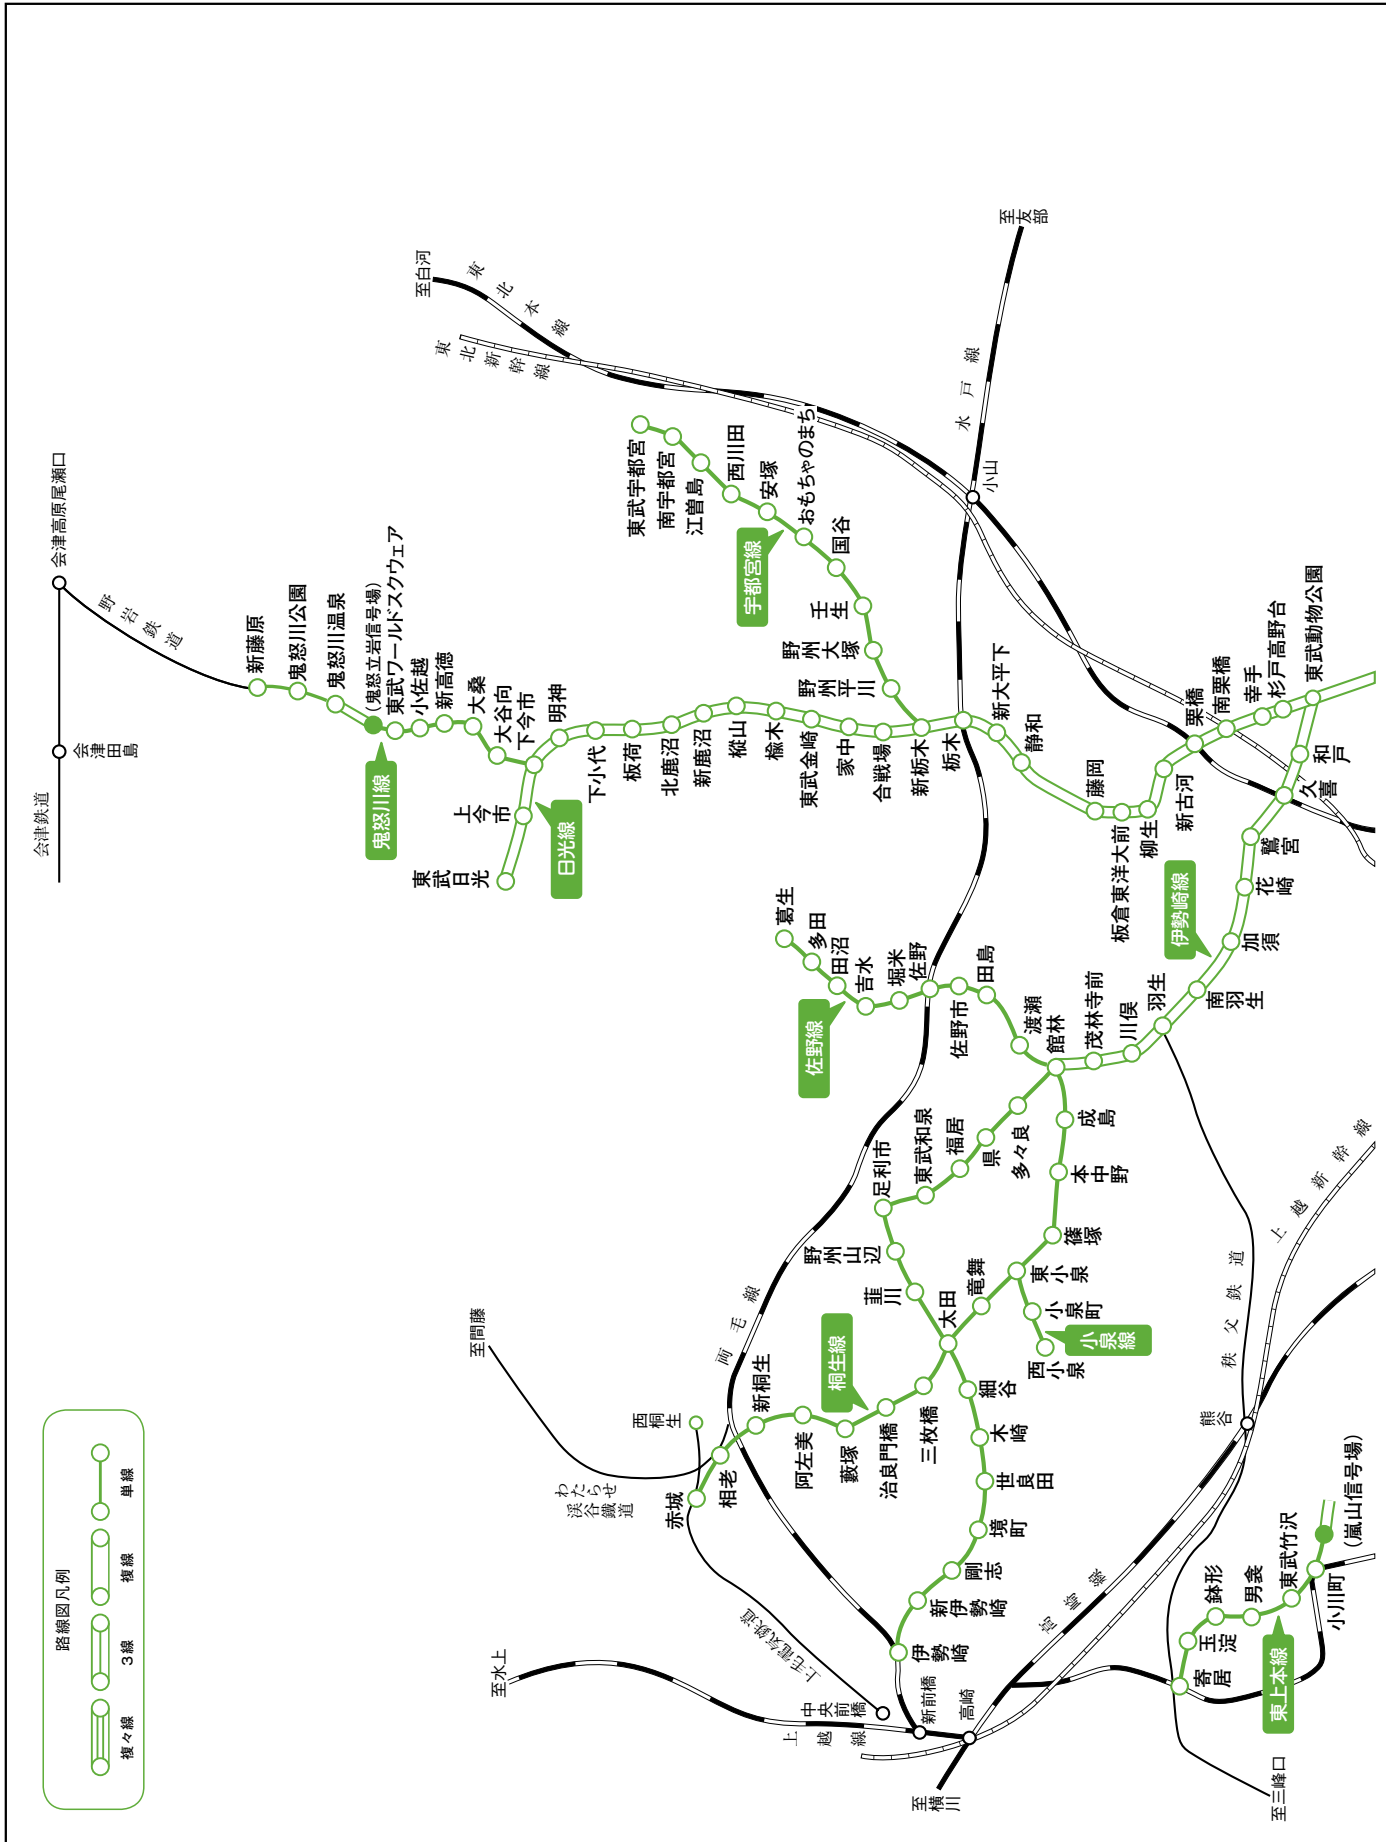 路線図凡例
複々線
3線
複線
単線
会津鉄道
会津田島
会津高原尾瀬口
野岩鉄道
新藤原
鬼怒川公園
鬼怒川温泉
(鬼怒立岩信号場)
東武ワールドスクウェア
小佐越
新高徳
大桑
大谷向
下今市
鬼怒川線
上今市
東武日光
日光線
明神
下小代
板荷
北鹿沼
新鹿沼
樅山
楡木
東武金崎
家中
合戦場
新栃木
栃木
新大平下
静和
藤岡
板倉東洋大前
柳生
新古河
栗橋
南栗橋
幸手
杉戸高野台
東武動物公園
東武宇都宮
南宇都宮
江曽島
西川田
安塚
おもちゃのまち
国谷
壬生
野州大塚
野州平川
宇都宮線
至白河
東北本線
東北新幹線
至友部
水戸線
小山
和戸
久喜
鷲宮
花崎
加須
南羽生
羽生
川俣
茂林寺前
館林
伊勢崎線
葛生
多田
田沼
吉水
堀米
佐野
佐野市
田島
渡瀬
佐野線
多々良
県
福居
東武和泉
足利市
野州山辺
韮川
太田
細谷
木崎
世良田
境町
剛志
新伊勢崎
伊勢崎
成島
本中野
篠塚
東小泉
小泉町
西小泉
竜舞
小泉線
三枚橋
治良門橋
藪塚
阿左美
新桐生
相老
赤城
桐生線
両毛線
西桐生
至間藤
わたらせ
渓谷鐵道
上毛電気鉄道
中央前橋
至水上
上越線
新前橋
高崎
至横川
高崎線
上越新幹線
秩父鉄道
熊谷
至三峰口
寄居
玉淀
鉢形
男衾
東武竹沢
小川町
(嵐山信号場)
東上本線